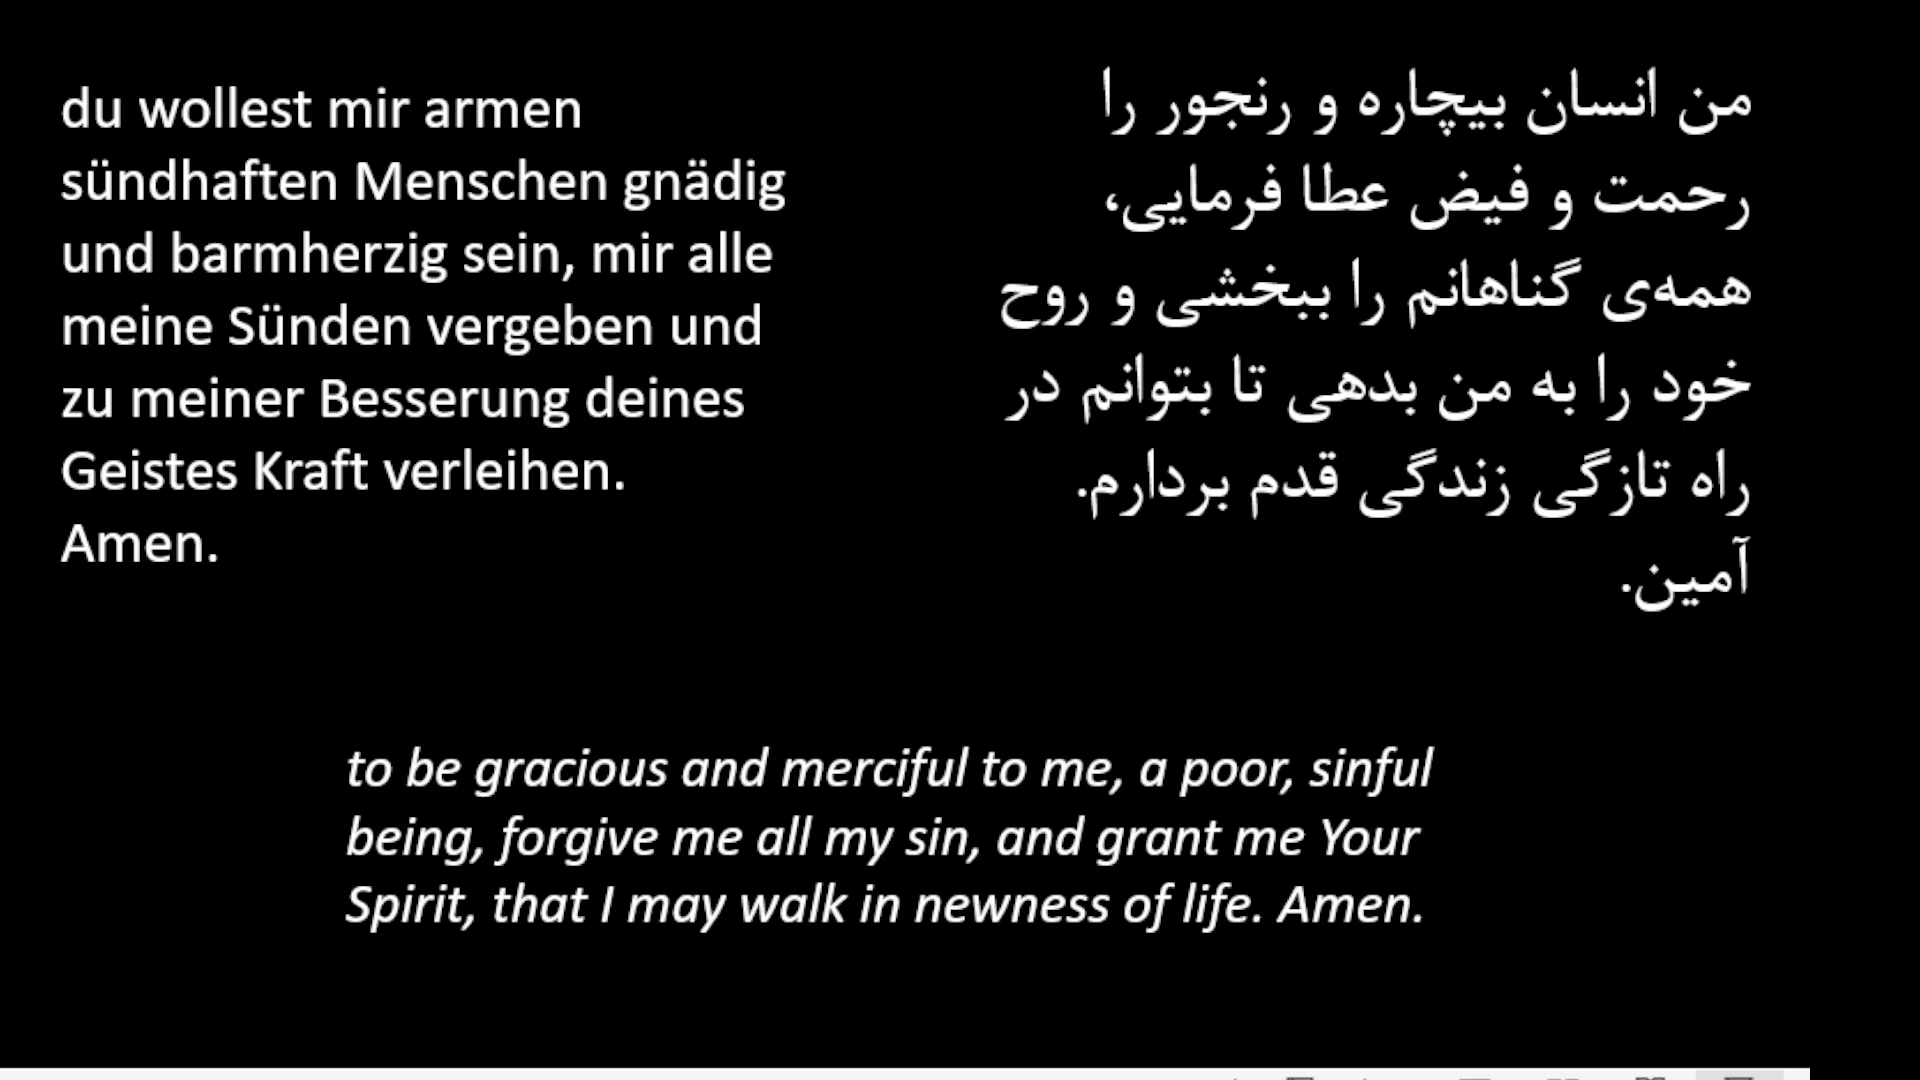 du wollest mir armen
sündhaften Menschen gnädig
und barmherzig sein, mir alle
meine Sünden vergeben und
zu meiner Besserung deines
Geistes Kraft verleihen.
Amen.
من انسان بیچاره و رنجور را
رحمت و فیض عطا فرمایی،
همه‌ی گناهانم را ببخشی و روح
خود را به من بدهی تا بتوانم در
راه تازگی زندگی قدم بردارم.
آمین.
to be gracious and merciful to me, a poor, sinful
being, forgive me all my sin, and grant me Your
Spirit, that I may walk in newness of life. Amen.